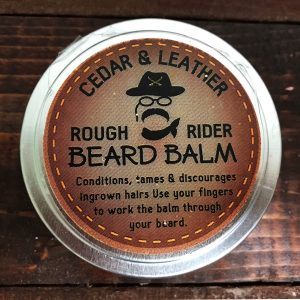 CEDAR & LEATHER
ROUGH RIDER
BEARD BALM
Conditions, tames & discourages
ingrown hairs Use your fingers
to work the balm through
your beard.